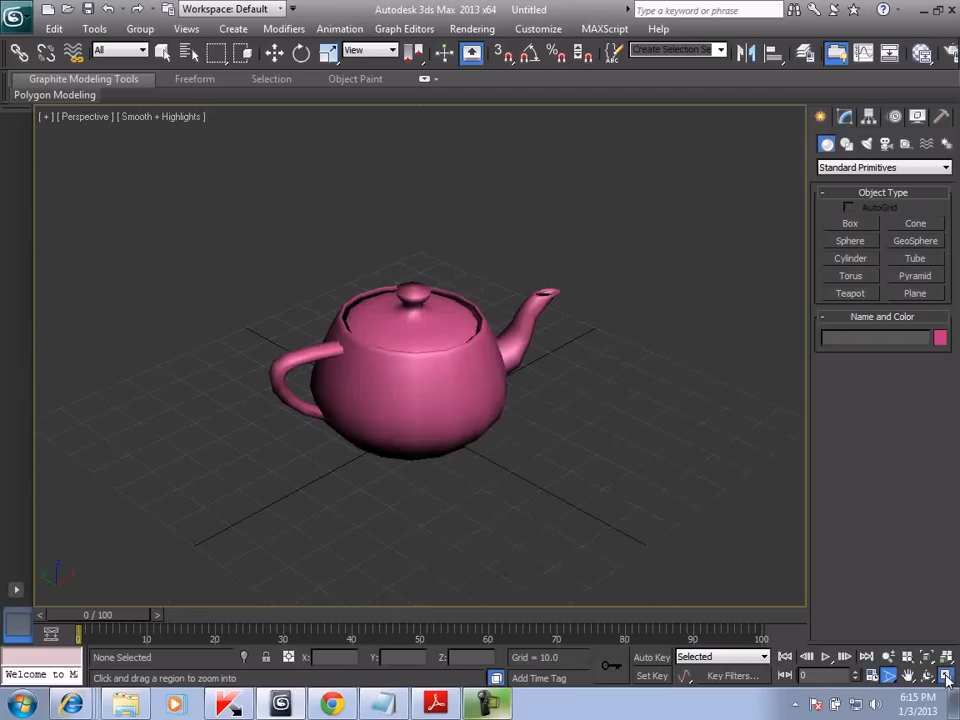 Workspace: Default
Autodesk 3ds Max 2013 x64
Untitled
Type a keyword or phrase
Edit Tools Group Views Create Modifiers Animation Graph Editors Rendering Customize MAXScript Help
All
View
3
Create Selection Se
Graphite Modeling Tools Freeform Selection Object Paint
Polygon Modeling
[ + ] [ Perspective ] [ Smooth + Highlights ]
Standard Primitives
- Object Type
AutoGrid
Box Cone
Sphere GeoSphere
Cylinder Tube
Torus Pyramid
Teapot Plane
- Name and Color
< 0 / 100 >
0 10 20 30 40 50 60 70 80 90 100
None Selected X: Y: Z: Grid = 10.0 Auto Key Selected
Welcome to M Click and drag a region to zoom into Add Time Tag Set Key Key Filters... 0
6:15 PM
1/3/2013